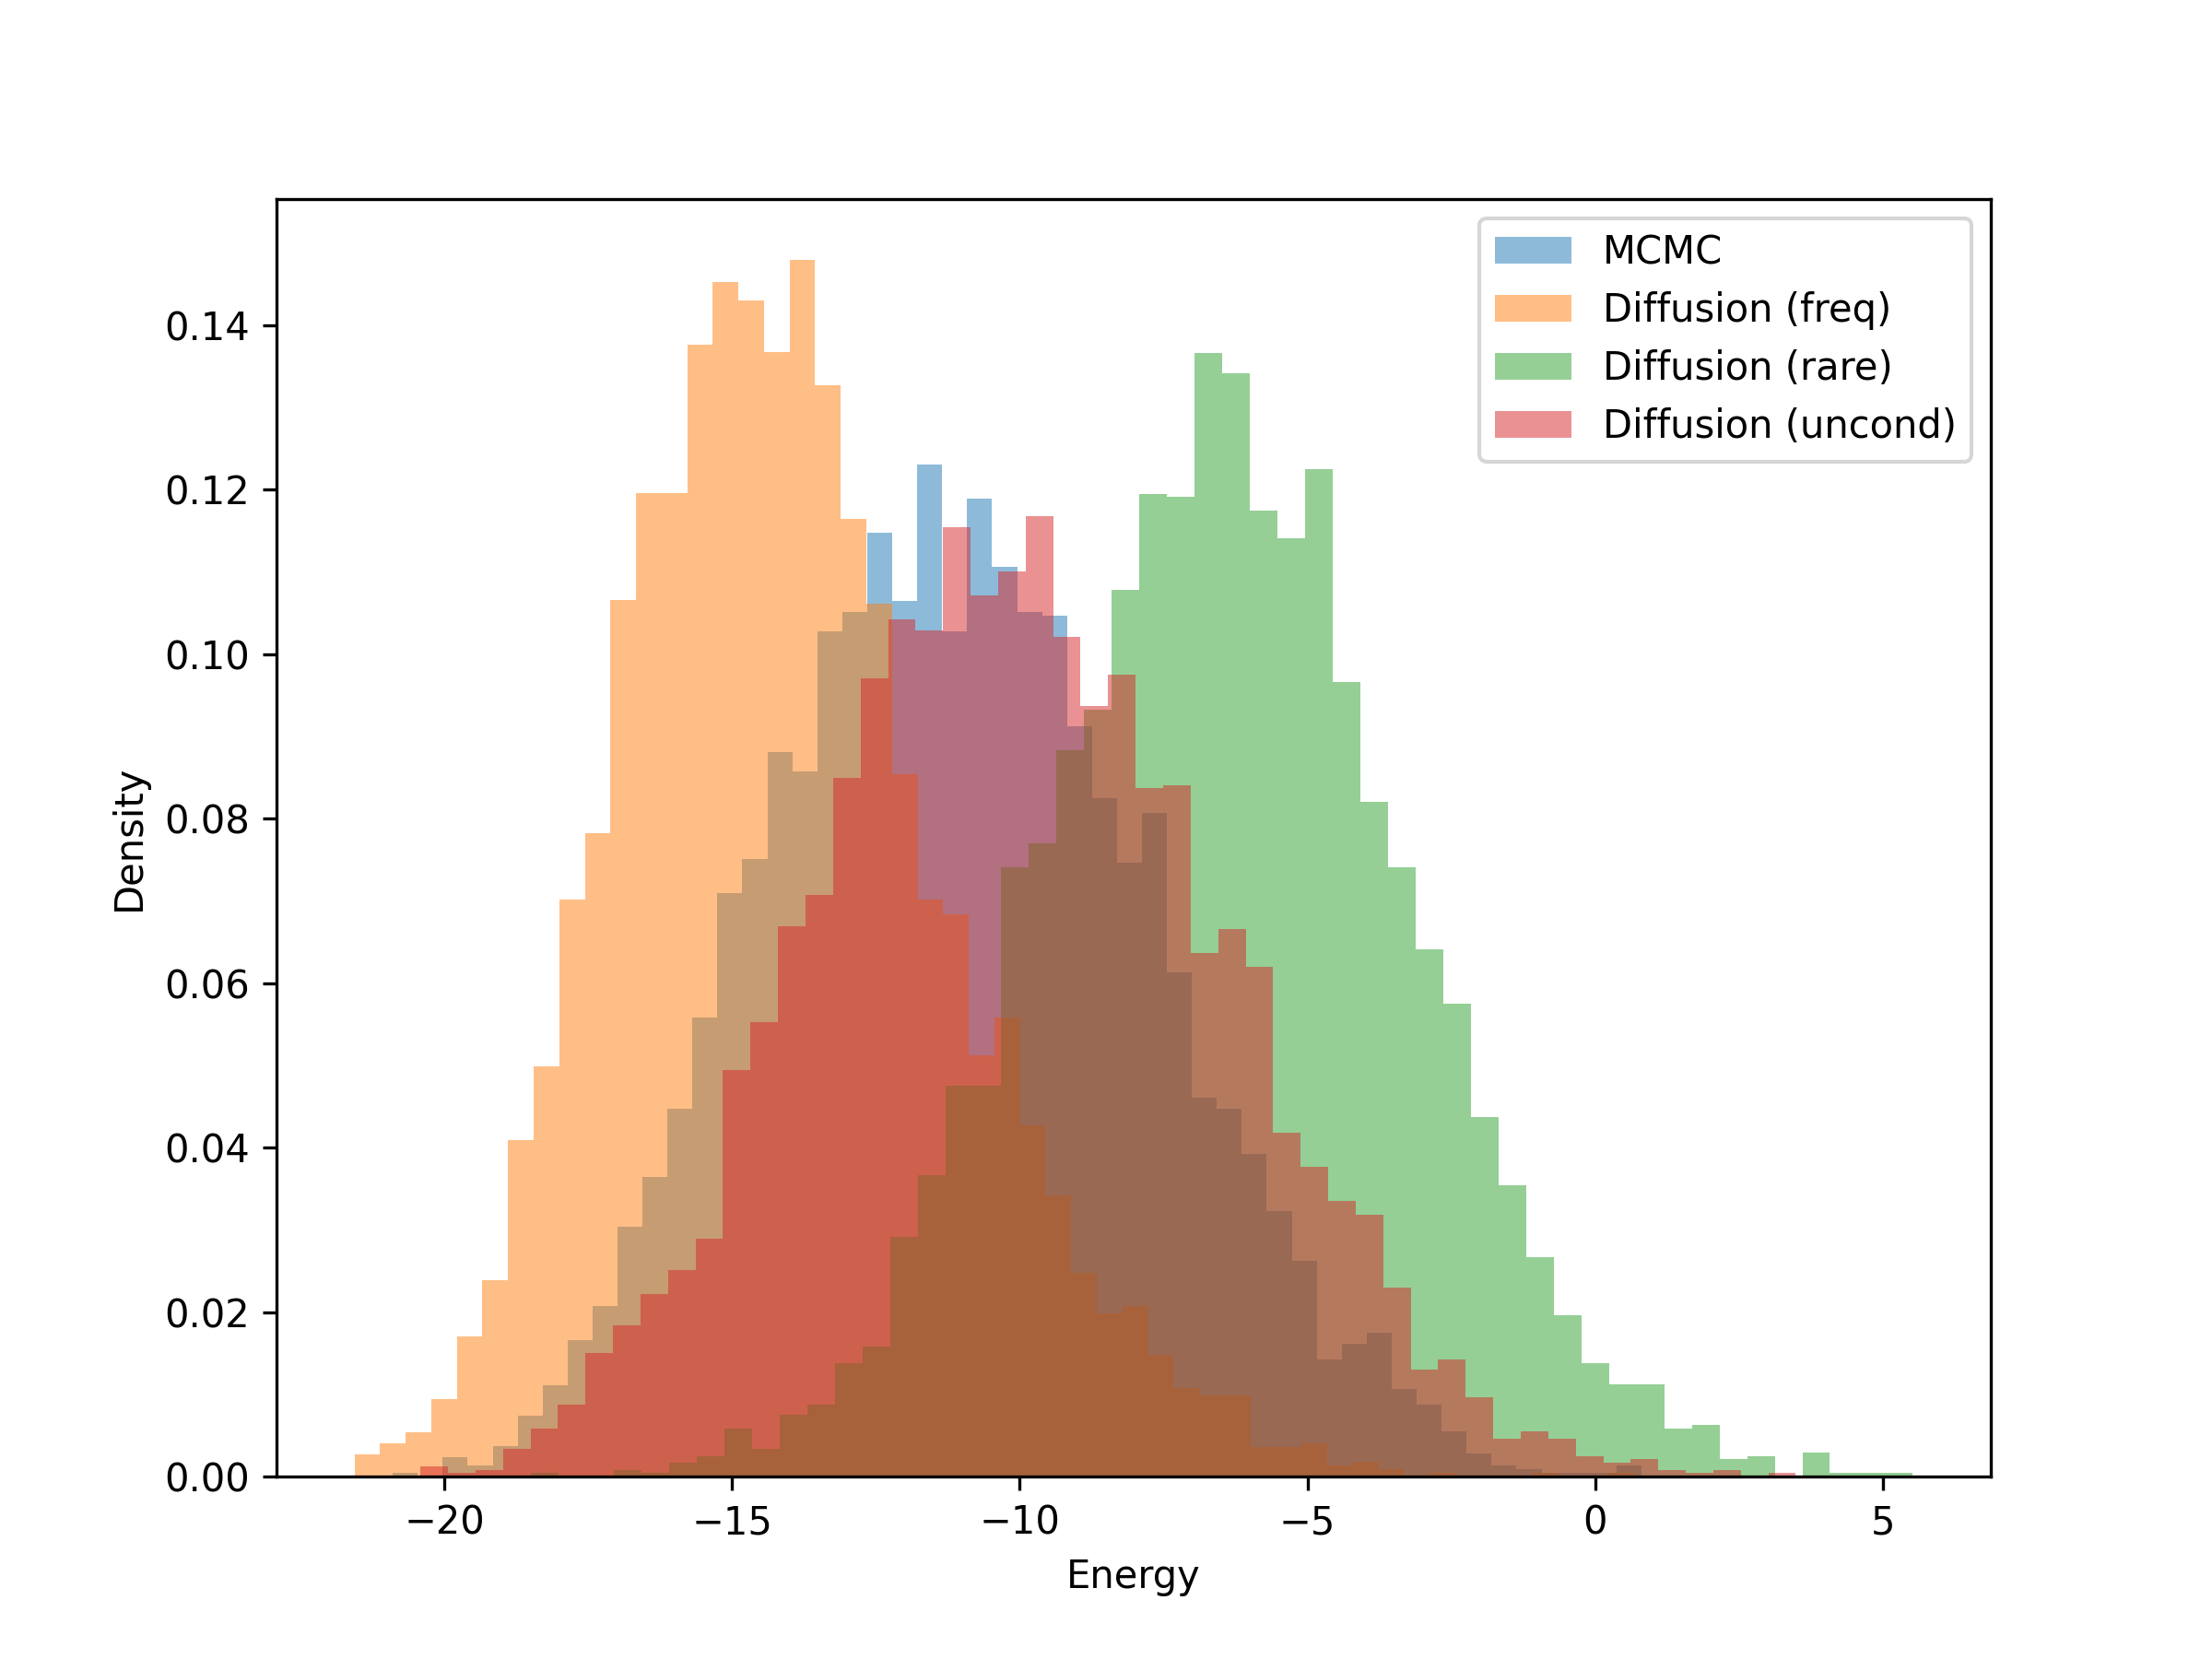 MCMC
Diffusion (freq)
Diffusion (rare)
Diffusion (uncond)
0.14
0.12
0.10
0.08
0.06
0.04
0.02
0.00
Density
−20 −15 −10 −5 0 5
Energy